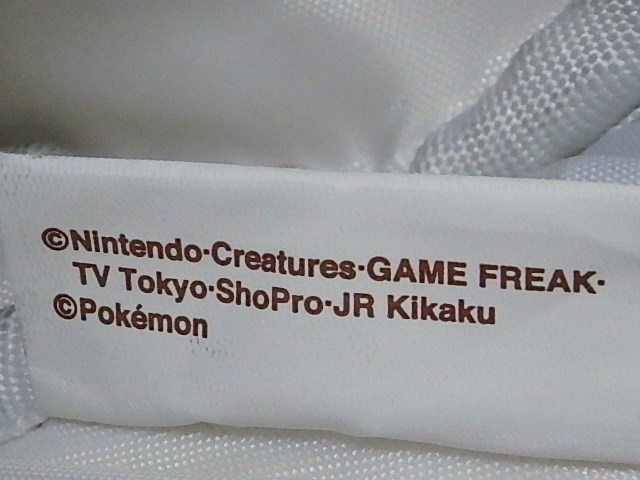 ©Nintendo·Creatures·GAME FREAK·
TV Tokyo·ShoPro·JR Kikaku
©Pokémon